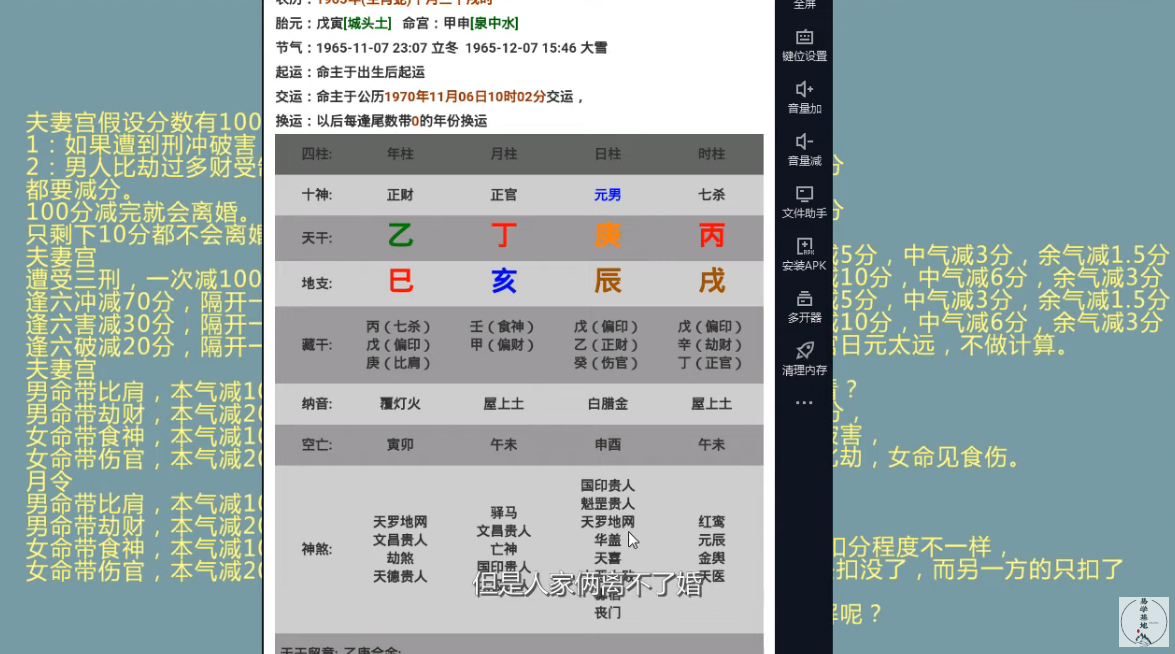 农历：1965年(生肖蛇)十月三十戌时
胎元：戊寅[城头土] 命宫：甲申[泉中水]
节气：1965-11-07 23:07 立冬 1965-12-07 15:46 大雪
起运：命主于出生后起运
交运：命主于公历1970年11月06日10时02分交运，
换运：以后每逢尾数带0的年份换运
四柱: 年柱 月柱 日柱 时柱
十神: 正财 正官 元男 七杀
天干: 乙 丁 庚 丙
地支: 巳 亥 辰 戌
藏干:
丙（七杀） 壬（食神） 戊（偏印） 戊（偏印）
戊（偏印） 甲（偏财） 乙（正财） 辛（劫财）
庚（比肩） 癸（伤官） 丁（正官）
纳音: 覆灯火 屋上土 白腊金 屋上土
空亡: 寅卯 午未 申酉 午未
神煞:
天罗地网
文昌贵人
劫煞
天德贵人
驿马
文昌贵人
亡神
国印贵人
国印贵人
魁罡贵人
天罗地网
华盖
天喜
丧门
红鸾
元辰
金舆
天医
天干留意: 乙庚合金;
但是人家俩离不了婚
夫妻宫假设分数有100
1：如果遭到刑冲破害
2：男人比劫过多财受
都要减分。
100分减完就会离婚。
只剩下10分都不会离婚
夫妻宫
遭受三刑，一次减100
逢六冲减70分，隔开一
逢六害减30分，隔开一
逢六破减20分，隔开一
夫妻宫
男命带比肩，本气减10
男命带劫财，本气减20
女命带食神，本气减10
女命带伤官，本气减20
月令
男命带比肩，本气减10
男命带劫财，本气减20
女命带食神，本气减10
女命带伤官，本气减20
分
分
减5分，中气减3分，余气减1.5分
减10分，中气减6分，余气减3分
减5分，中气减3分，余气减1.5分
减10分，中气减6分，余气减3分
日元太远，不做计算。
？
分，
害，
比劫，女命见食伤。
扣分程度不一样，
扣没了，而另一方的只扣了
呢？
全屏
键位设置
音量加
音量减
文件助手
APK
安装APK
多开器
清理内存
易学基地